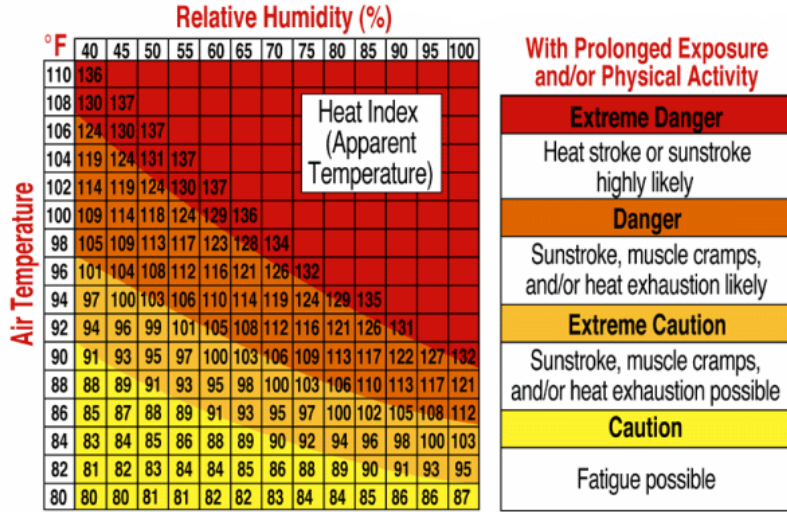 Relative Humidity (%)
°F 40 45 50 55 60 65 70 75 80 85 90 95 100
110 136
108 130 137
106 124 130 137
104 119 124 131 137
102 114 119 124 130 137
100 109 114 118 124 129 136
98 105 109 113 117 123 128 134
96 101 104 108 112 116 121 126 132
94 97 100 103 106 110 114 119 124 129 135
92 94 96 99 101 105 108 112 116 121 126 131
90 91 93 95 97 100 103 106 109 113 117 122 127 132
88 88 89 91 93 95 98 100 103 106 110 113 117 121
86 85 87 88 89 91 93 95 97 100 102 105 108 112
84 83 84 85 86 88 89 90 92 94 96 98 100 103
82 81 82 83 84 84 85 86 88 89 90 91 93 95
80 80 80 81 81 82 82 83 84 84 85 86 86 87
Air Temperature
Heat Index
(Apparent
Temperature)
With Prolonged Exposure
and/or Physical Activity
Extreme Danger
Heat stroke or sunstroke
highly likely
Danger
Sunstroke, muscle cramps,
and/or heat exhaustion likely
Extreme Caution
Sunstroke, muscle cramps,
and/or heat exhaustion possible
Caution
Fatigue possible